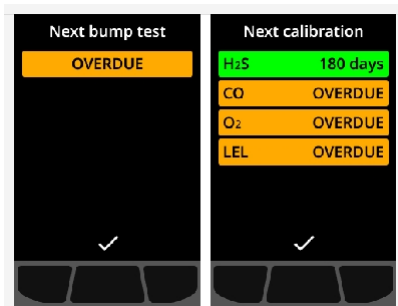 Next bump test
OVERDUE
Next calibration
H₂S 180 days
CO OVERDUE
O₂ OVERDUE
LEL OVERDUE